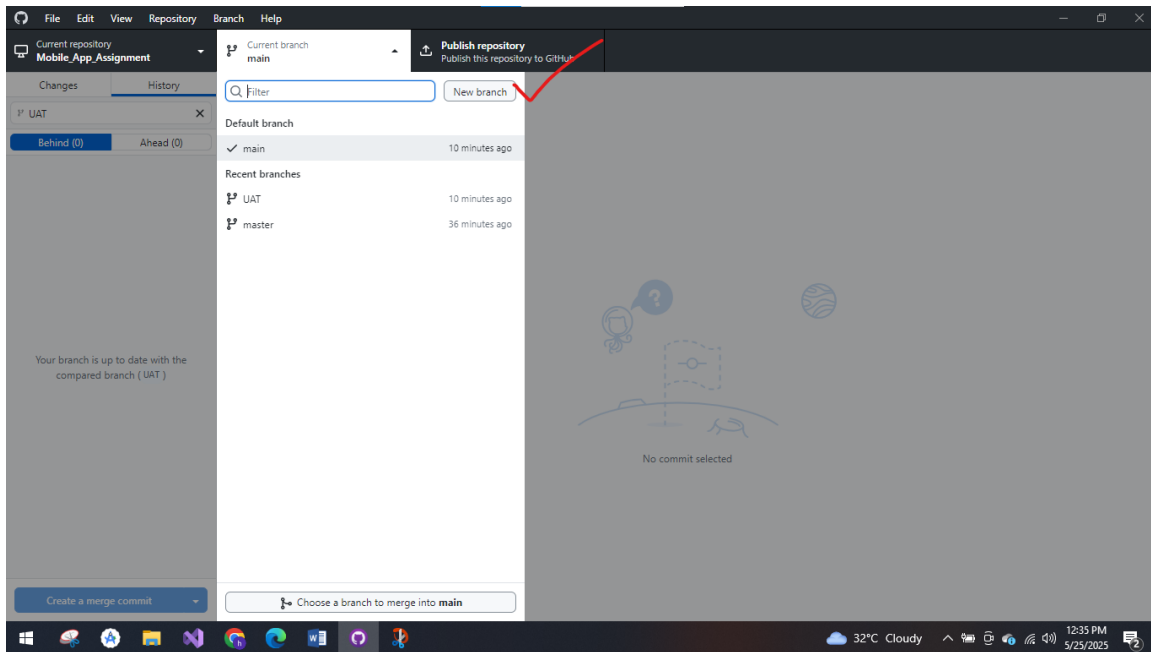 File Edit View Repository Branch Help
Current repository
Mobile_App_Assignment
Current branch
main
Publish repository
Publish this repository to GitHub
Changes History
Filter
New branch
UAT
Default branch
Behind (0) Ahead (0)
main 10 minutes ago
Recent branches
UAT 10 minutes ago
master 36 minutes ago
Your branch is up to date with the
compared branch ( UAT )
No commit selected
Create a merge commit
Choose a branch to merge into main
32°C Cloudy
12:35 PM
5/25/2025
2